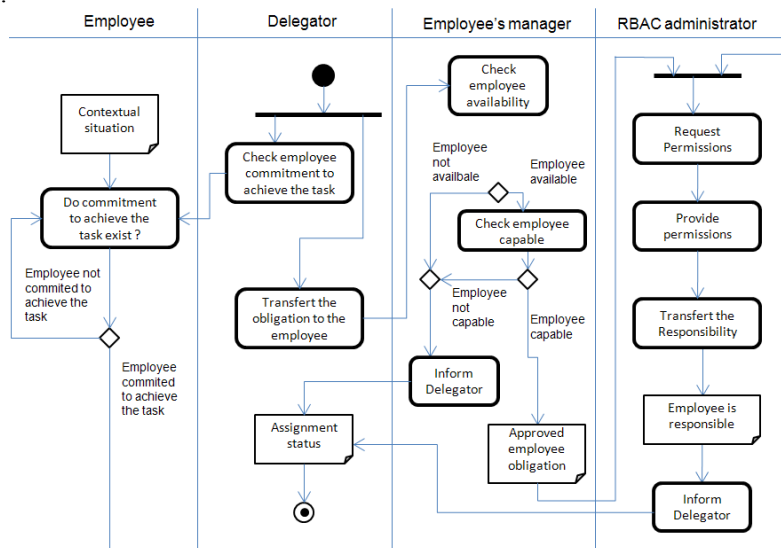 Employee
Delegator
Employee's manager
RBAC administrator
Contextual
situation
Do commitment
to achieve the
task exist ?
Employee not
commited to
achieve the
task
Employee
commited to
achieve the task
Check employee
commitment to
achieve the task
Transfert the
obligation to the
employee
Assignment
status
Check
employee
availability
Employee
not
availbale
Employee
available
Check employee
capable
Employee
not
capable
Employee
capable
Inform
Delegator
Approved
employee
obligation
Request
Permissions
Provide
permissions
Transfert the
Responsibility
Employee is
responsible
Inform
Delegator